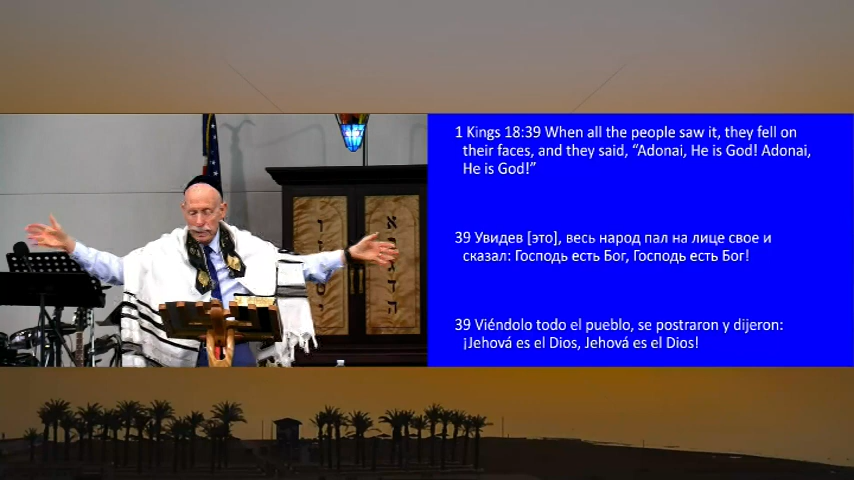 1 Kings 18:39 When all the people saw it, they fell on
their faces, and they said, “Adonai, He is God! Adonai,
He is God!”
39 Увидев [это], весь народ пал на лице свое и
сказал: Господь есть Бог, Господь есть Бог!
39 Viéndolo todo el pueblo, se postraron y dijeron:
¡Jehová es el Dios, Jehová es el Dios!